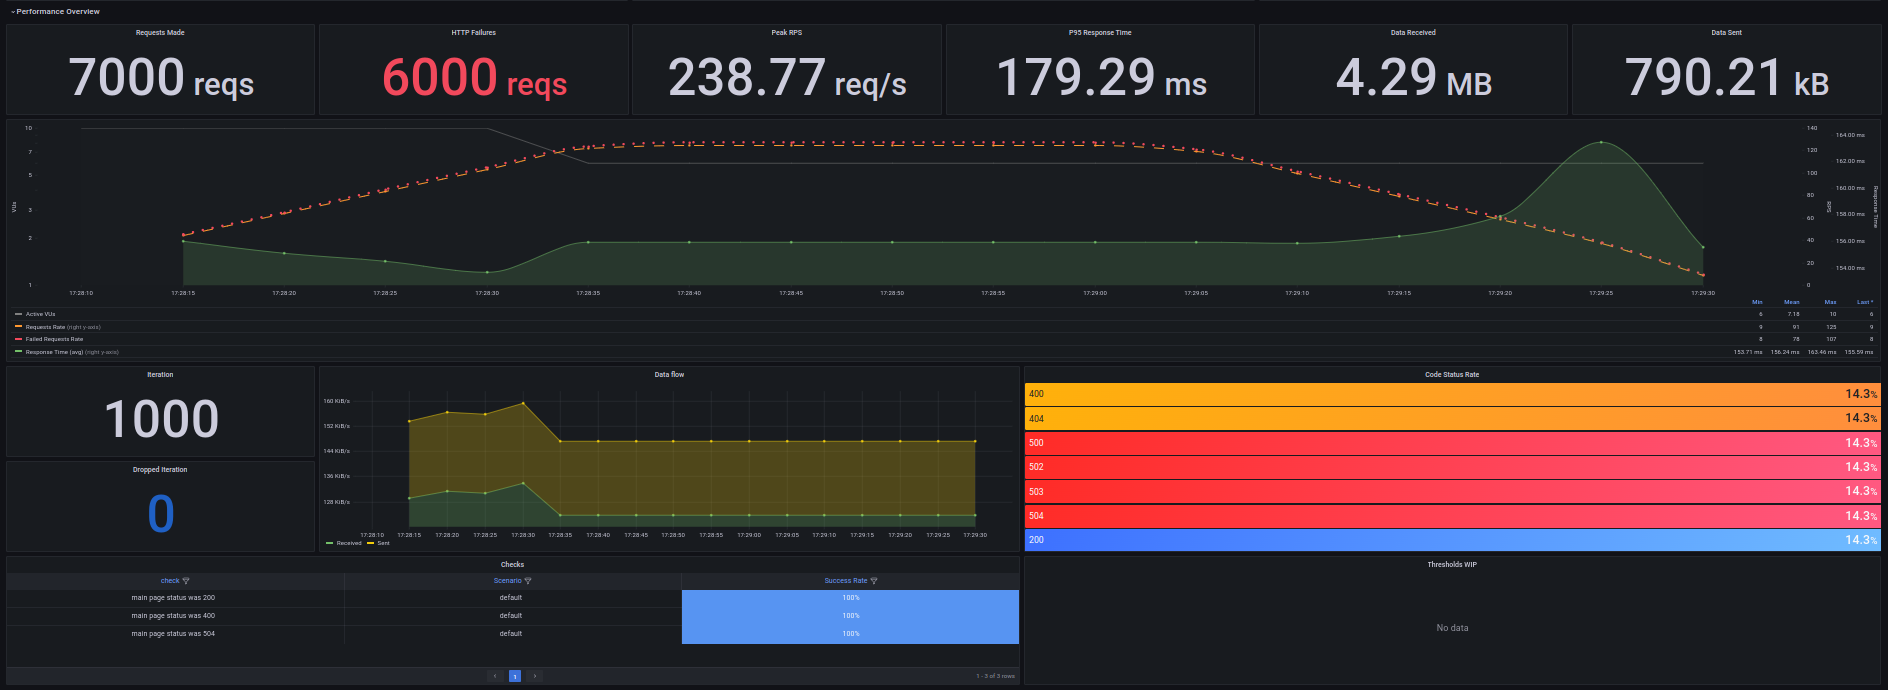 Performance Overview
Requests Made
HTTP Failures
Peak RPS
P95 Response Time
Data Received
Data Sent
7000 reqs
6000 reqs
238.77 req/s
179.29 ms
4.29 MB
790.21 kB
10
7
5
3
2
1
VUs
140
120
100
80
60
40
20
0
RPS
164.00 ms
162.00 ms
160.00 ms
158.00 ms
156.00 ms
154.00 ms
Response Time
17:28:10 17:28:15 17:28:20 17:28:25 17:28:30 17:28:35 17:28:40 17:28:45 17:28:50 17:28:55 17:29:00 17:29:05 17:29:10 17:29:15 17:29:20 17:29:25 17:29:30
Min Mean Max Last *
Active VUs 6 7.18 10 6
Requests Rate (right y-axis) 9 91 125 9
Failed Requests Rate 8 78 107 8
Response Time (avg) (right y-axis) 153.71 ms 156.24 ms 163.46 ms 155.59 ms
Iteration
1000
Dropped Iteration
0
Data flow
160 KiB/s
152 KiB/s
144 KiB/s
136 KiB/s
128 KiB/s
17:28:10 17:28:15 17:28:20 17:28:25 17:28:30 17:28:35 17:28:40 17:28:45 17:28:50 17:28:55 17:29:00 17:29:05 17:29:10 17:29:15 17:29:20 17:29:25 17:29:30
Received Sent
Code Status Rate
400 14.3%
404 14.3%
500 14.3%
502 14.3%
503 14.3%
504 14.3%
200 14.3%
Checks
check Scenario Success Rate
main page status was 200 default 100%
main page status was 400 default 100%
main page status was 504 default 100%
1
1 - 3 of 3 rows
Thresholds WIP
No data